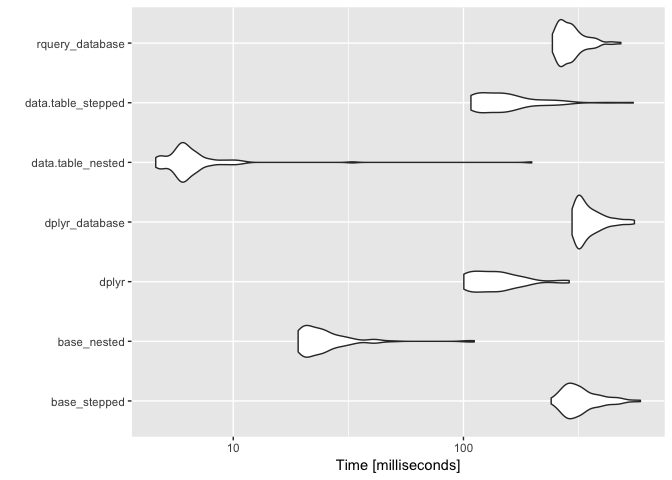 rquery_database
data.table_stepped
data.table_nested
dplyr_database
dplyr
base_nested
base_stepped
10
100
Time [milliseconds]